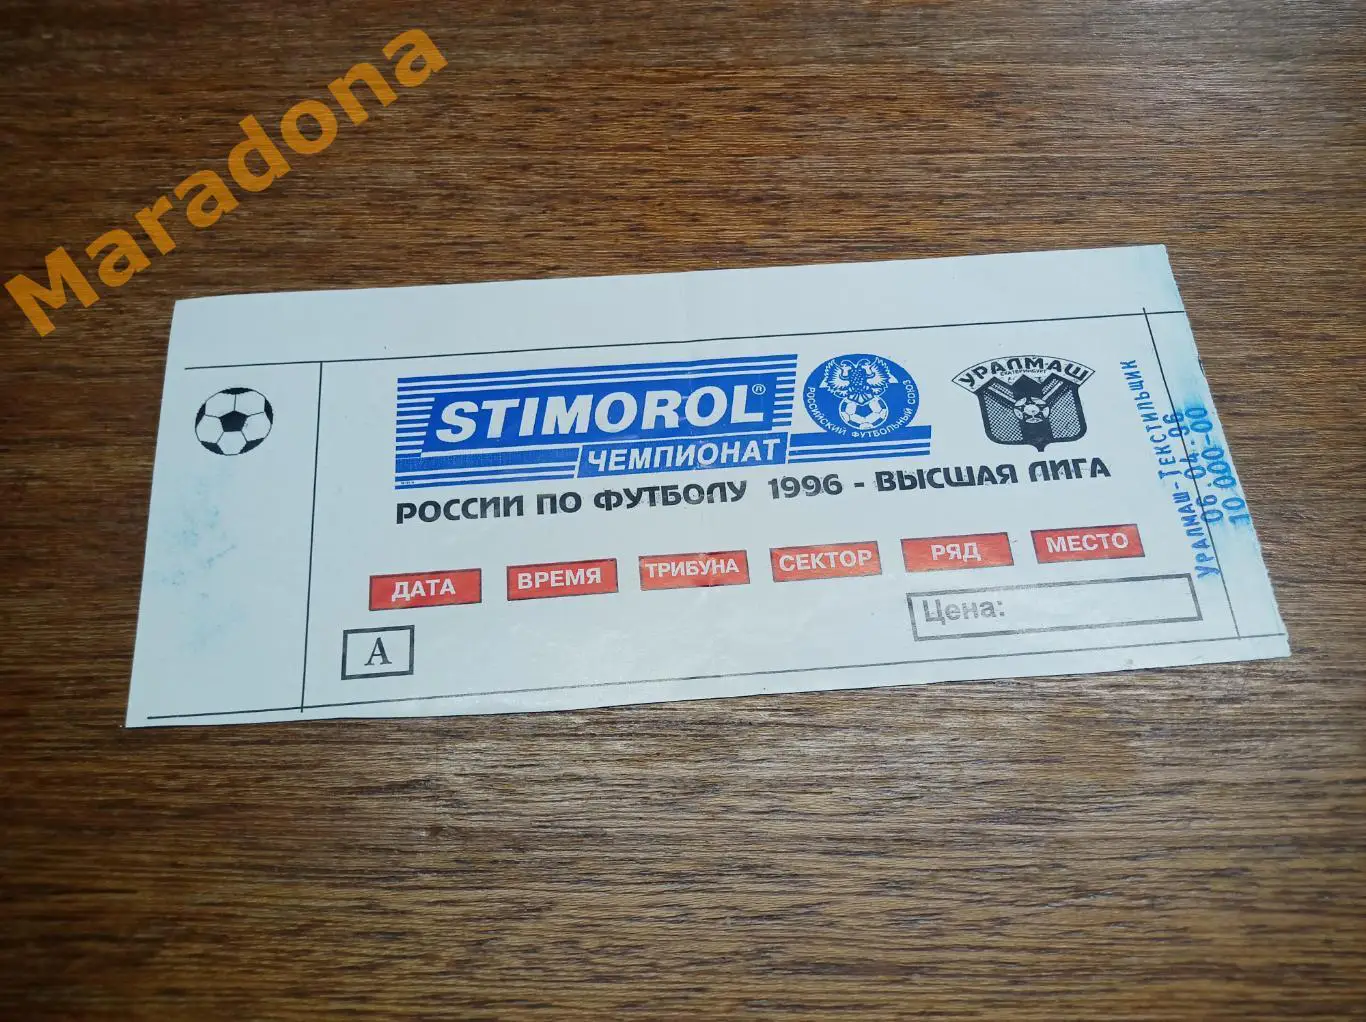 Maradona
STIMOROL®
ЧЕМПИОНАТ
РОССИЙСКИЙ ФУТБОЛЬНЫЙ СОЮЗ
УРАЛМАШ
ЕКАТЕРИНБУРГ
РОССИИ ПО ФУТБОЛУ 1996 - ВЫСШАЯ ЛИГА
ДАТА ВРЕМЯ ТРИБУНА СЕКТОР РЯД МЕСТО
А
Цена:
УРАЛМАШ-ТЕКСТИЛЬЩИК
06 04. 96
10 000-00